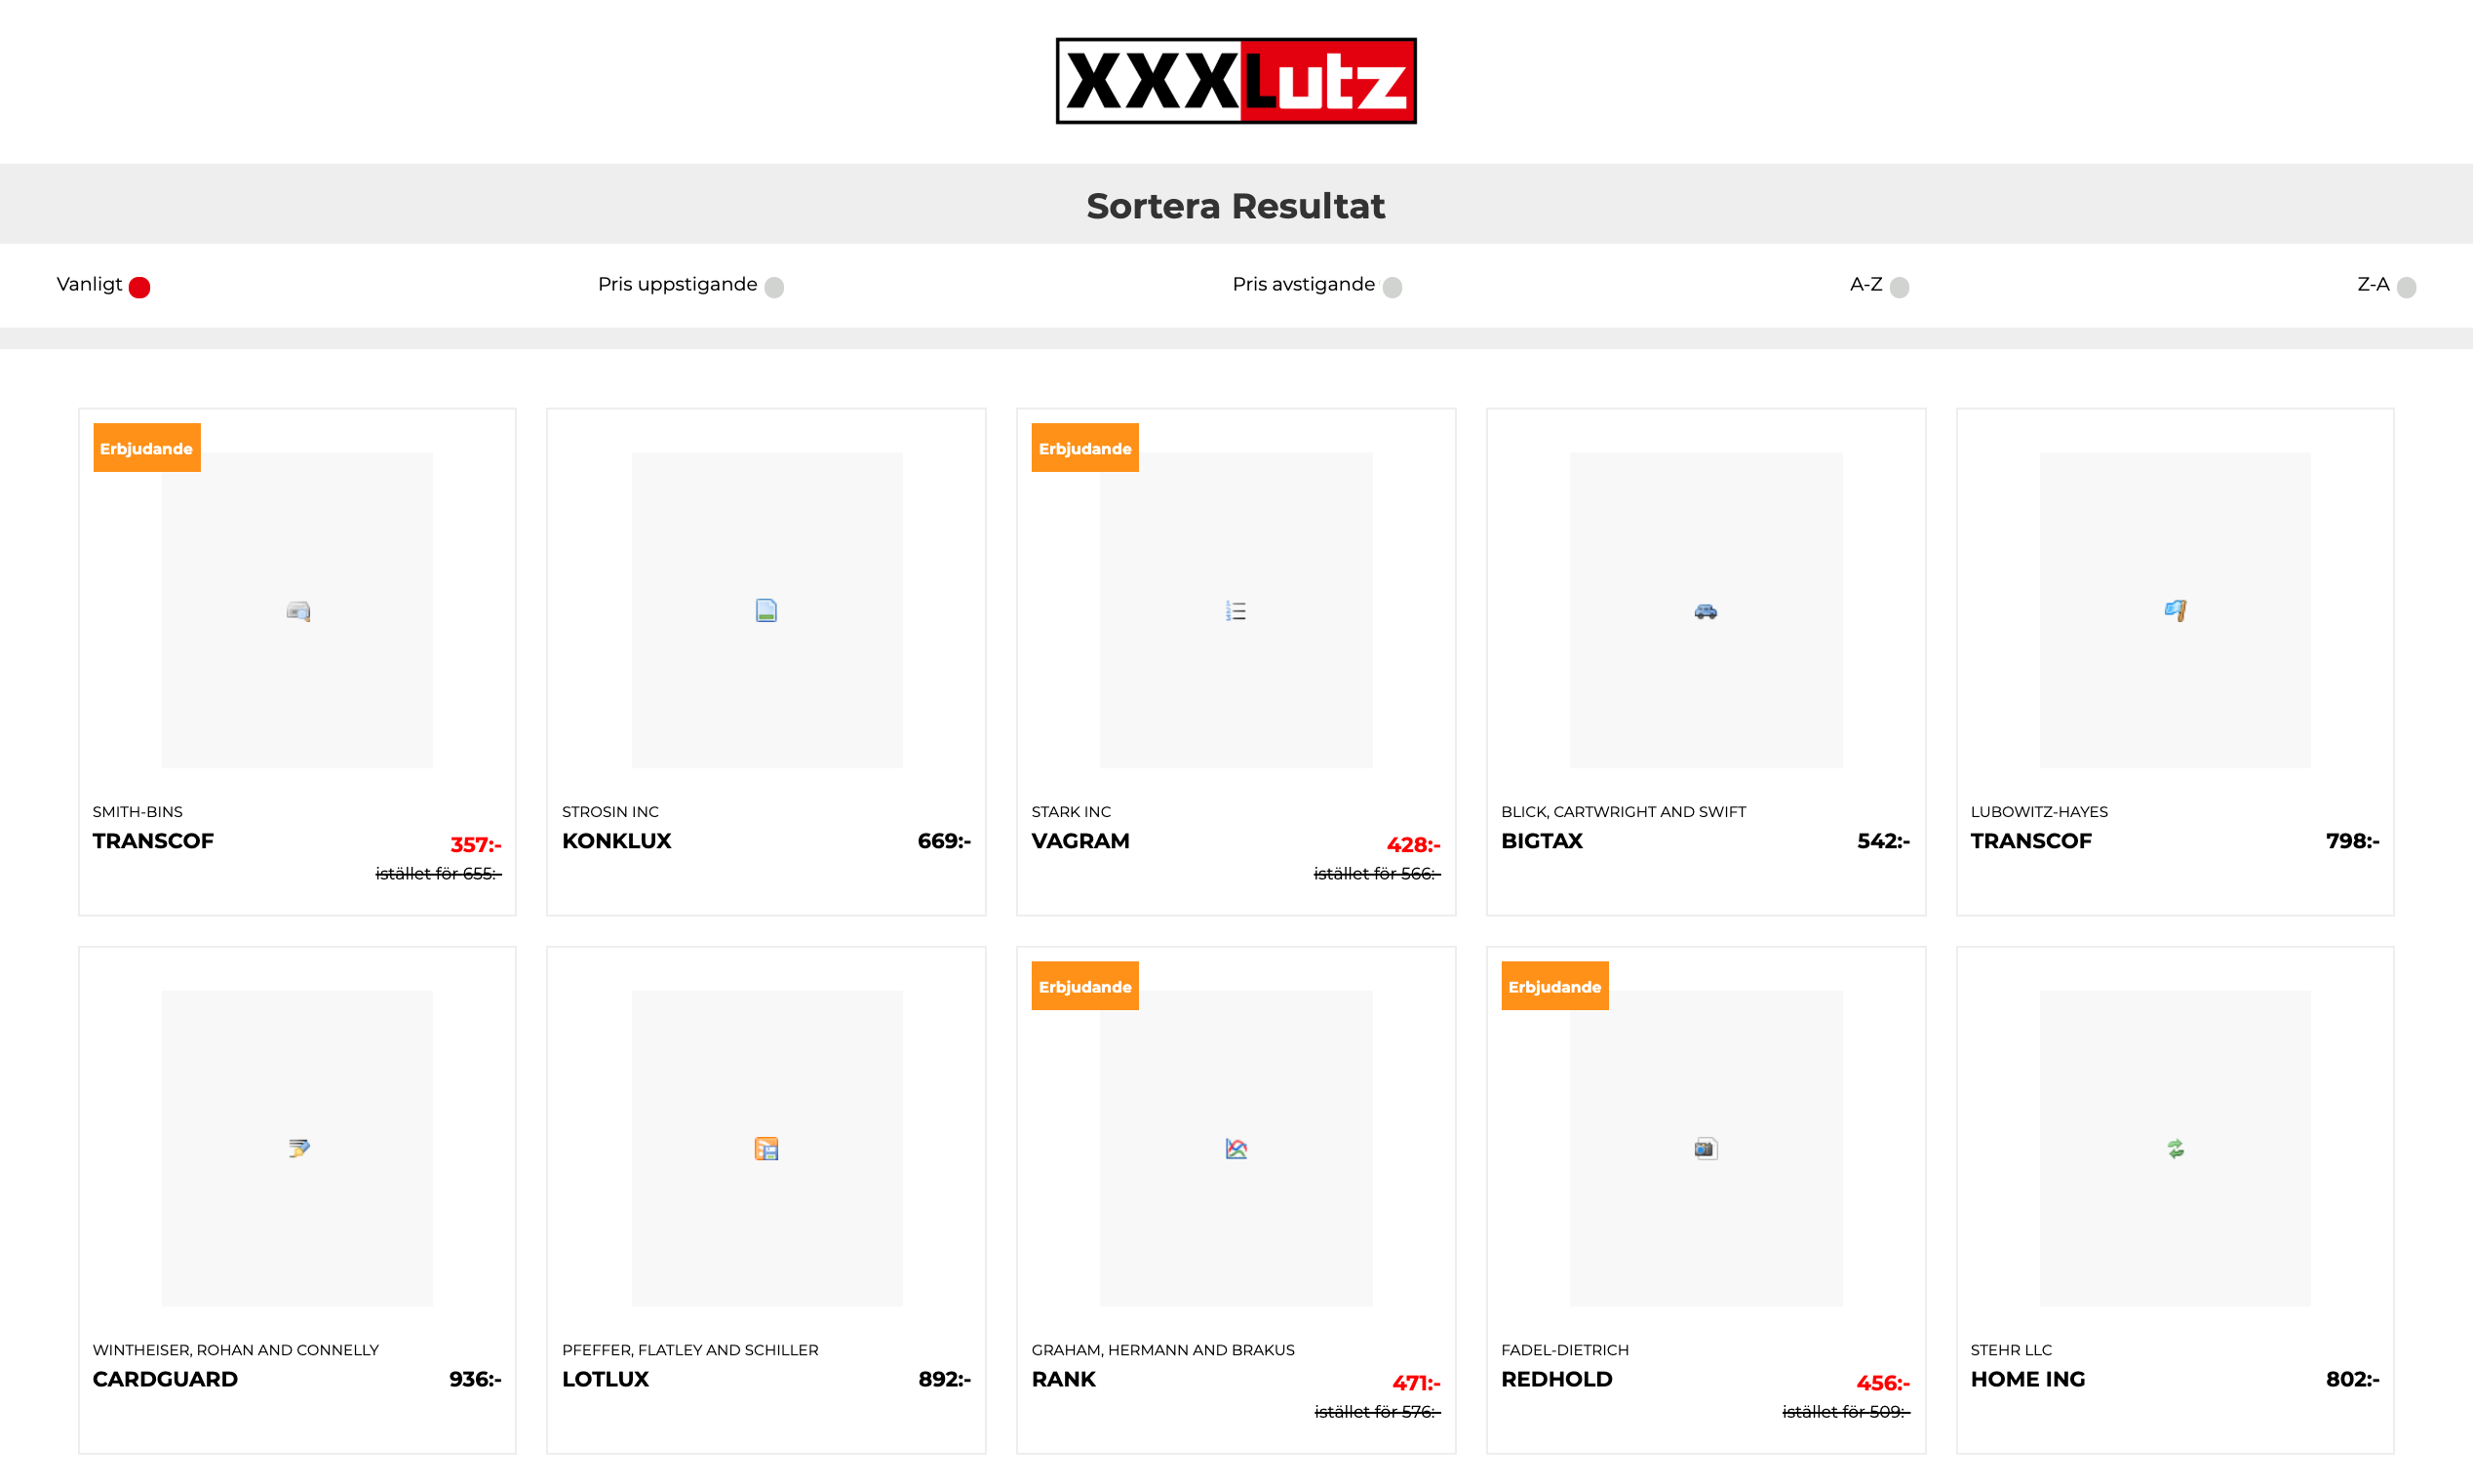 XXXLutz
Sortera Resultat
Vanligt
Pris uppstigande
Pris avstigande
A-Z
Z-A
Erbjudande
SMITH-BINS
TRANSCOF
357:-
istället för 655:-
STROSIN INC
KONKLUX
669:-
Erbjudande
STARK INC
VAGRAM
428:-
istället för 566:-
BLICK, CARTWRIGHT AND SWIFT
BIGTAX
542:-
LUBOWITZ-HAYES
TRANSCOF
798:-
WINTHEISER, ROHAN AND CONNELLY
CARDGUARD
936:-
PFEFFER, FLATLEY AND SCHILLER
LOTLUX
892:-
Erbjudande
GRAHAM, HERMANN AND BRAKUS
RANK
471:-
istället för 576:-
Erbjudande
FADEL-DIETRICH
REDHOLD
456:-
istället för 509:-
STEHR LLC
HOME ING
802:-